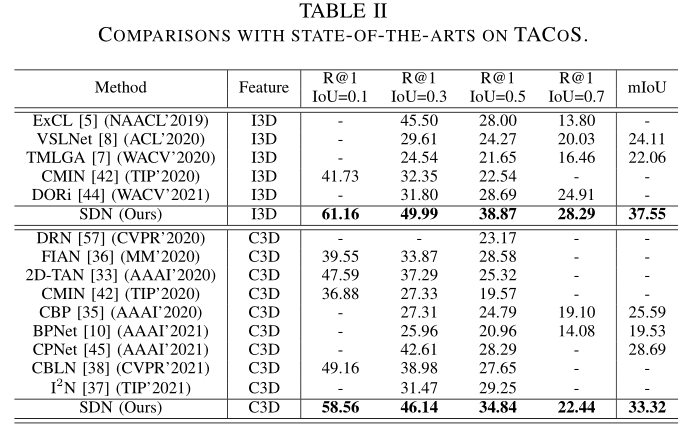 TABLE II
COMPARISONS WITH STATE-OF-THE-ARTS ON TACOS.
Method Feature R@1 IoU=0.1 R@1 IoU=0.3 R@1 IoU=0.5 R@1 IoU=0.7 mIoU
ExCL [5] (NAACL'2019) I3D - 45.50 28.00 13.80 -
VSLNet [8] (ACL'2020) I3D - 29.61 24.27 20.03 24.11
TMLGA [7] (WACV'2020) I3D - 24.54 21.65 16.46 22.06
CMIN [42] (TIP'2020) I3D 41.73 32.35 22.54 - -
DORi [44] (WACV'2021) I3D - 31.80 28.69 24.91 -
SDN (Ours) I3D 61.16 49.99 38.87 28.29 37.55
DRN [57] (CVPR'2020) C3D - - 23.17 - -
FIAN [36] (MM'2020) C3D 39.55 33.87 28.58 - -
2D-TAN [33] (AAAI'2020) C3D 47.59 37.29 25.32 - -
CMIN [42] (TIP'2020) C3D 36.88 27.33 19.57 - -
CBP [35] (AAAI'2020) C3D - 27.31 24.79 19.10 25.59
BPNet [10] (AAAI'2021) C3D - 25.96 20.96 14.08 19.53
CPNet [45] (AAAI'2021) C3D - 42.61 28.29 - 28.69
CBLN [38] (CVPR'2021) C3D 49.16 38.98 27.65 - -
I²N [37] (TIP'2021) C3D - 31.47 29.25 - -
SDN (Ours) C3D 58.56 46.14 34.84 22.44 33.32